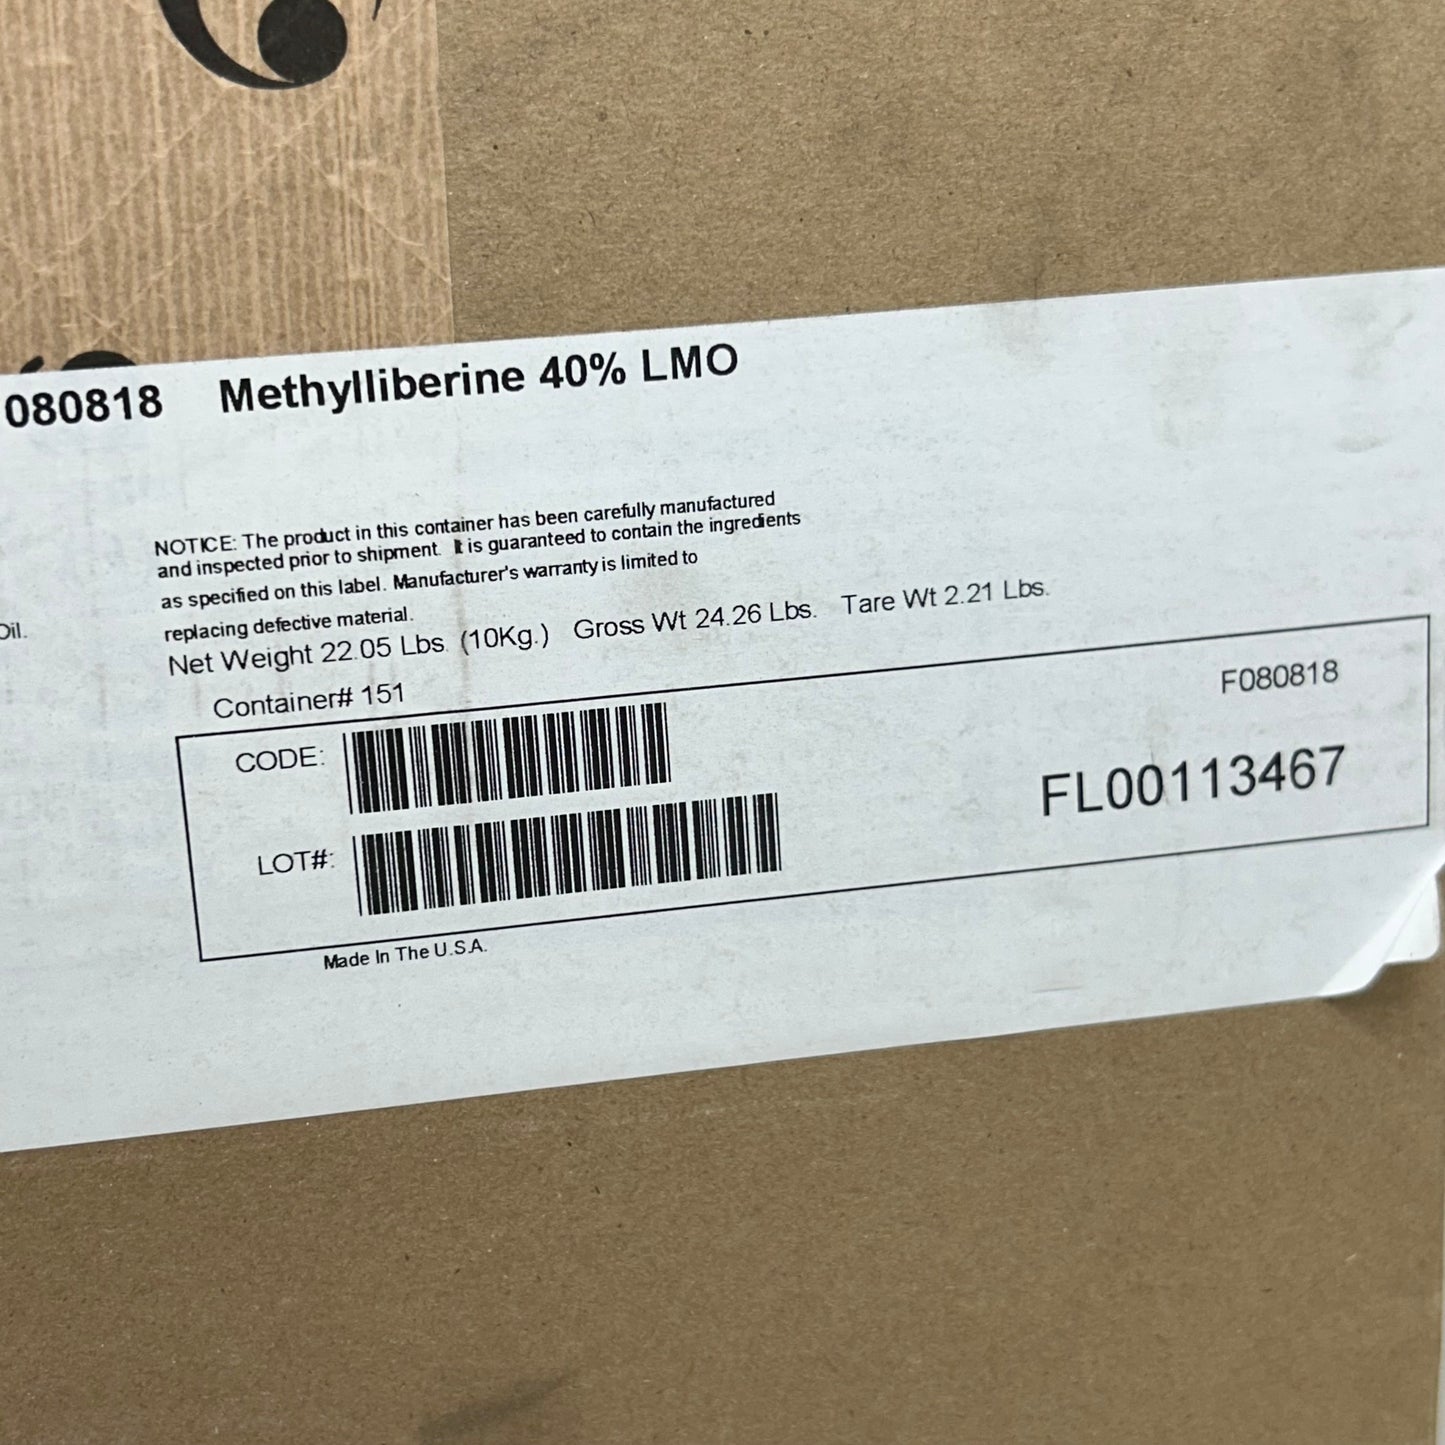 080818 Methylliberine 40% LMO
NOTICE: The product in this container has been carefully manufactured
and inspected prior to shipment. It is guaranteed to contain the ingredients
as specified on this label. Manufacturer's warranty is limited to
replacing defective material.
Oil.
Net Weight 22.05 Lbs. (10Kg.) Gross Wt 24.26 Lbs. Tare Wt 2.21 Lbs.
Container# 151
F080818
CODE:
FL00113467
LOT#:
Made In The U.S.A.